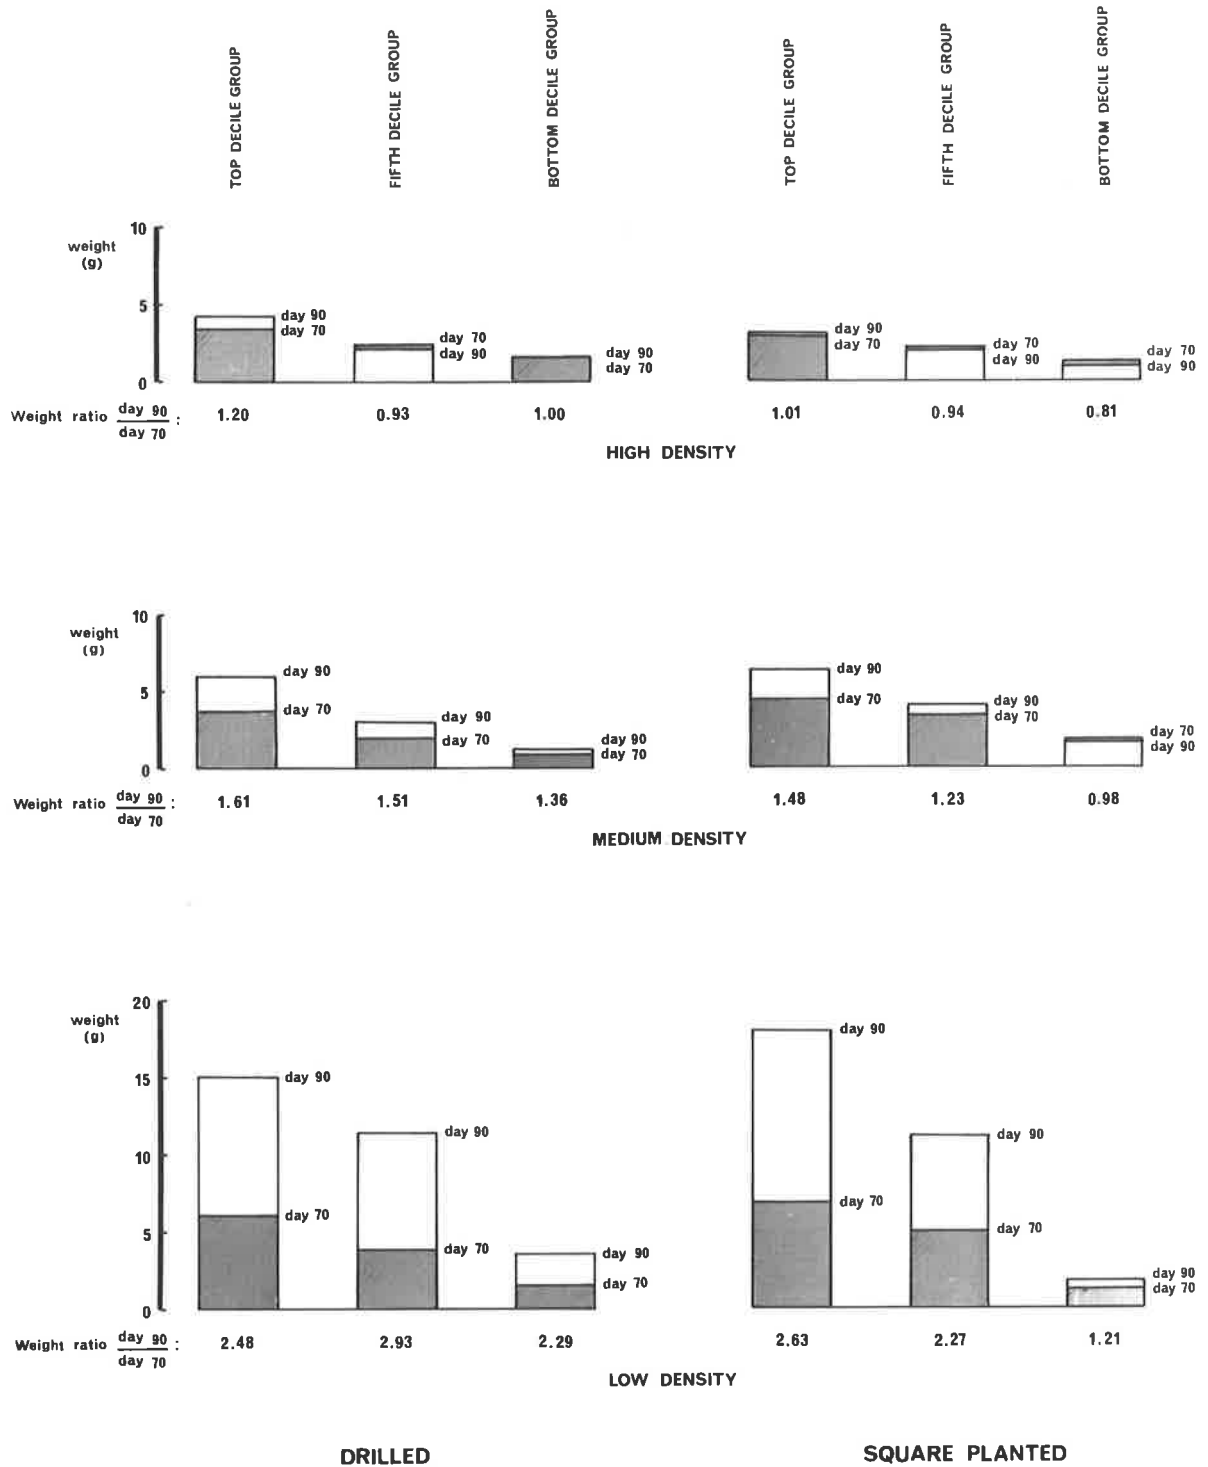 TOP DECILE GROUP
FIFTH DECILE GROUP
BOTTOM DECILE GROUP
TOP DECILE GROUP
FIFTH DECILE GROUP
BOTTOM DECILE GROUP
10
weight
(g)
5
0
day 90
day 70
day 70
day 90
day 90
day 70
day 90
day 70
day 70
day 90
day 70
day 90
Weight ratio day 90 / day 70 : 1.20 0.93 1.00 1.01 0.94 0.81
HIGH DENSITY
10
weight
(g)
5
0
day 90
day 70
day 90
day 70
day 90
day 70
day 90
day 70
day 90
day 70
day 70
day 90
Weight ratio day 90 / day 70 : 1.61 1.51 1.36 1.48 1.23 0.98
MEDIUM DENSITY
20
weight
(g)
15
10
5
0
day 90
day 70
day 90
day 70
day 90
day 70
day 90
day 70
day 90
day 70
day 90
day 70
Weight ratio day 90 / day 70 : 2.48 2.93 2.29 2.63 2.27 1.21
LOW DENSITY
DRILLED
SQUARE PLANTED